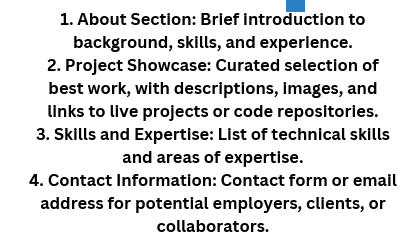 1. About Section: Brief introduction to
background, skills, and experience.
2. Project Showcase: Curated selection of
best work, with descriptions, images, and
links to live projects or code repositories.
3. Skills and Expertise: List of technical skills
and areas of expertise.
4. Contact Information: Contact form or email
address for potential employers, clients, or
collaborators.